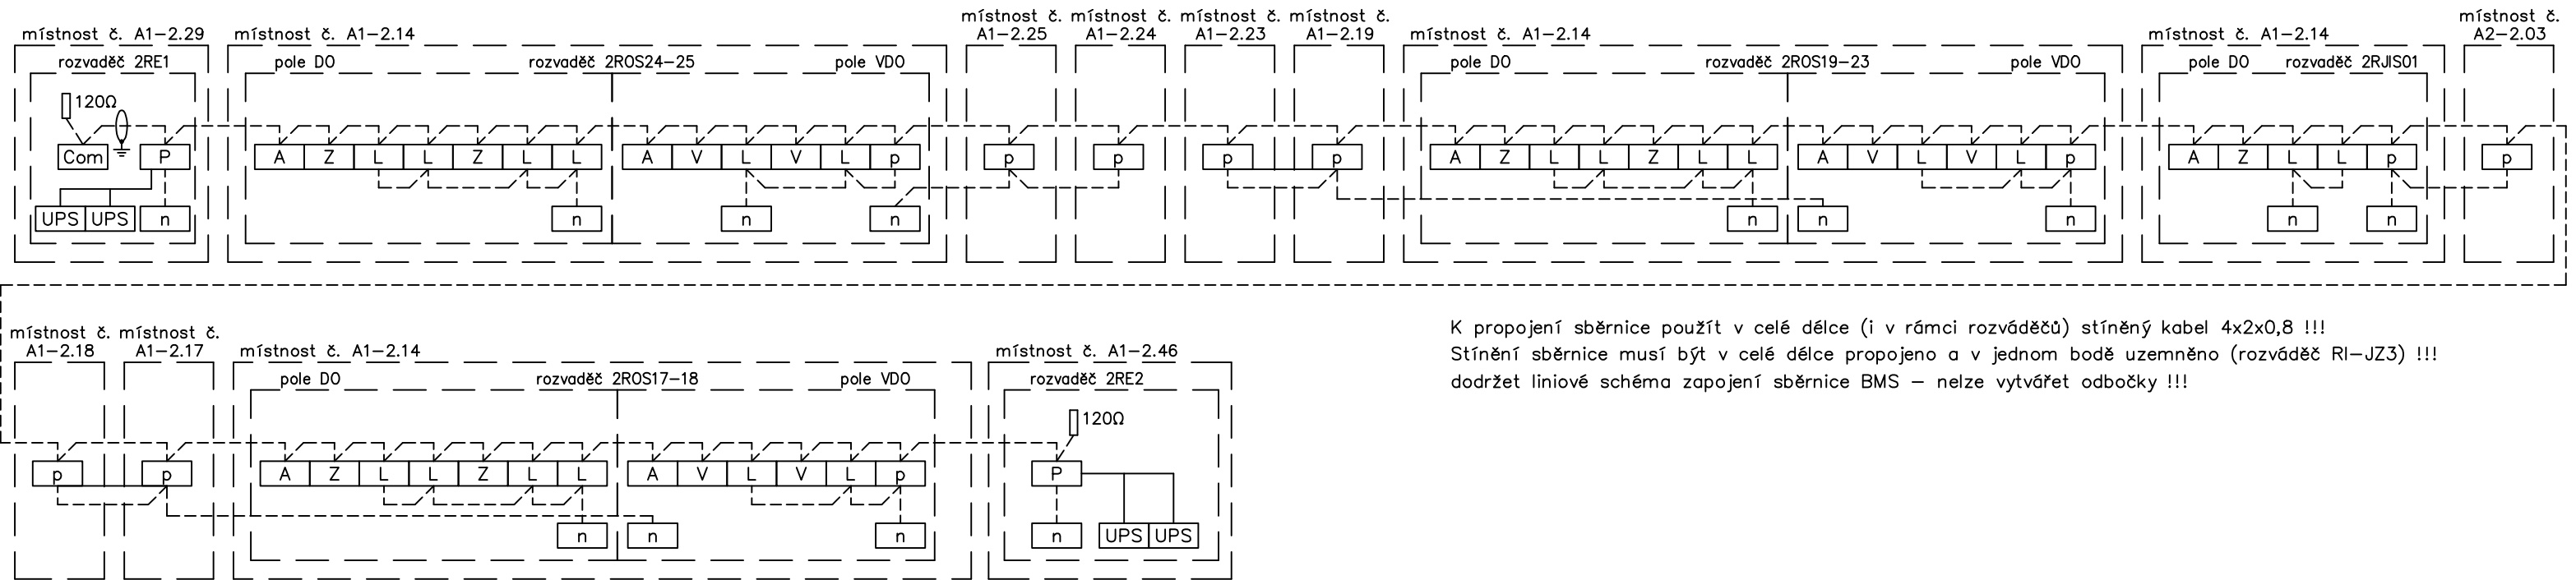 místnost č. A1-2.29
rozvaděč 2RE1
120Ω
Com
P
UPS UPS n
místnost č. A1-2.14
pole DO rozvaděč 2ROS24-25 pole VDO
A Z L L Z L L A V L V L p
n n n
místnost č.
A1-2.25
p
místnost č.
A1-2.24
p
místnost č.
A1-2.23
p
místnost č.
A1-2.19
p
místnost č. A1-2.14
pole DO rozvaděč 2ROS19-23 pole VDO
A Z L L Z L L A V L V L p
n n n
místnost č. A1-2.14
pole DO rozvaděč 2RJIS01
A Z L L p
n n
místnost č.
A2-2.03
p
místnost č.
A1-2.18
p
místnost č.
A1-2.17
p
místnost č. A1-2.14
pole DO rozvaděč 2ROS17-18 pole VDO
A Z L L Z L L A V L V L p
n n n
místnost č. A1-2.46
rozvaděč 2RE2
120Ω
P
n UPS UPS
K propojení sběrnice použít v celé délce (i v rámci rozváděčů) stíněný kabel 4x2x0,8 !!!
Stínění sběrnice musí být v celé délce propojeno a v jednom bodě uzemněno (rozváděč RI-JZ3) !!!
dodržet liniové schéma zapojení sběrnice BMS – nelze vytvářet odbočky !!!